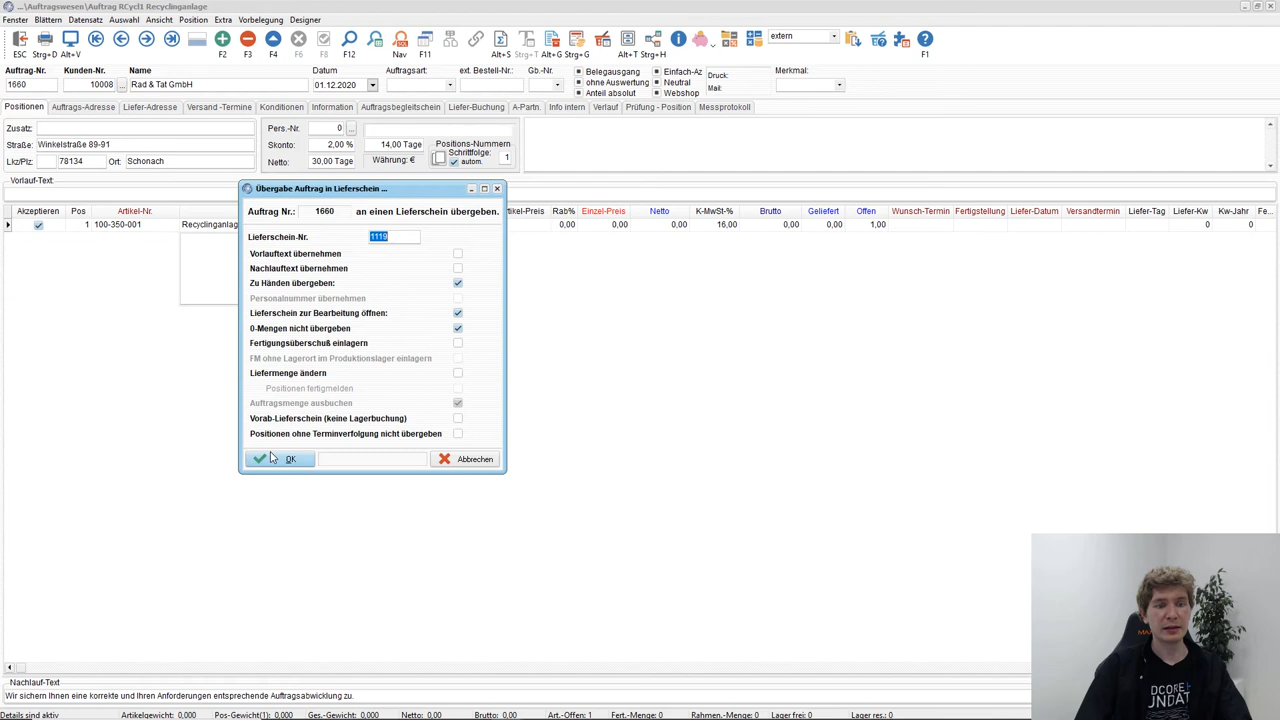 ...\Auftragswesen/Auftrag RCycl1 Recyclinganlage
Fenster Blättern Datensatz Auswahl Ansicht Position Extra Vorbelegung Designer
extern
ESC Strg+D Alt+V F2 F3 F4 F6 F8 F12 Nav F11 Alt+S Strg+T Alt+G Strg+G Alt+T Strg+H F1
Auftrag-Nr. Kunden-Nr. Name Datum Auftragsart ext. Bestell-Nr.: Gb.-Nr.: Belegausgang Einfach-Az Druck: Merkmal:
1660 10008 ... Rad & Tat GmbH 01.12.2020 ohne Auswertung Neutral Mail:
Anteil absolut Webshop
Positionen Auftrags-Adresse Liefer-Adresse Versand -Termine Konditionen Information Auftragsbegleitschein Liefer-Buchung A-Partn. Info intern Verlauf Prüfung - Position Messprotokoll
Zusatz: Pers.-Nr. 0 ...
Straße: Winkelstraße 89-91 Skonto: 2,00 % 14,00 Tage Positions-Nummern
Schrittfolge:
Lkz/Plz: 78134 Ort: Schonach Netto: 30,00 Tage Währung: € autom. 1
Vorlauf-Text:
Akzeptieren Pos Artikel-Nr. rtikel-Preis Rab% Einzel-Preis Netto K-MwSt-% Brutto Geliefert Offen Wunsch-Termin Fertigstellung Liefer-Datum Versandtermin Liefer-Tag Liefer-Kw Kw-Jahr Fe...
1 100-350-001 Recyclinganlag 0,00 0,00 0,00 16,00 0,00 0,00 1,00 0 0
Übergabe Auftrag in Lieferschein ...
Auftrag Nr.: 1660 an einen Lieferschein übergeben.
Lieferschein-Nr. 1119
Vorlauftext übernehmen
Nachlauftext übernehmen
Zu Händen übergeben:
Personalnummer übernehmen
Lieferschein zur Bearbeitung öffnen:
0-Mengen nicht übergeben
Fertigungsüberschuß einlagern
FM ohne Lagerort im Produktionslager einlagern
Liefermenge ändern
Positionen fertigmelden
Auftragsmenge ausbuchen
Vorab-Lieferschein (keine Lagerbuchung)
Positionen ohne Terminverfolgung nicht übergeben
OK Abbrechen
DCORE
JNDAT
Nachlauf-Text
Wir sichern Ihnen eine korrekte und Ihren Anforderungen entsprechende Auftragsabwicklung zu.
Details sind aktiv Artikelgewicht: 0,000 Pos-Gewicht(1): 0,000 Ges.-Gewicht: 0,000 Netto: 0,00 Brutto: 0,00 Art.-Offen: 1 Fert.-Menge: 0 Rahmen.-Menge: 0 Lager frei: 0 Lager res.: 0